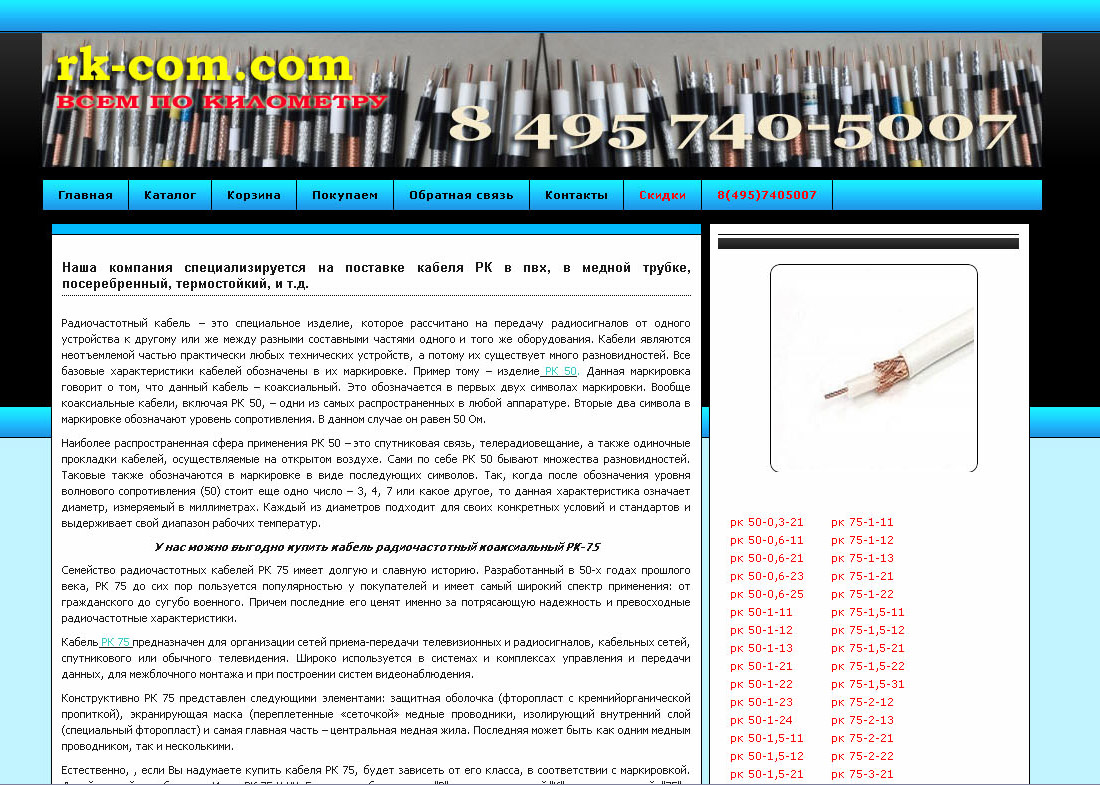 rk-com.com
ВСЕМ ПО КИЛОМЕТРУ
8 495 740-5007
Главная Каталог Корзина Покупаем Обратная связь Контакты Скидки 8(495)7405007
Наша компания специализируется на поставке кабеля РК в пвх, в медной трубке,
посеребренный, термостойкий, и т.д.
Радиочастотный кабель – это специальное изделие, которое рассчитано на передачу радиосигналов от одного
устройства к другому или же между разными составными частями одного и того же оборудования. Кабели являются
неотъемлемой частью практически любых технических устройств, а потому их существует много разновидностей. Все
базовые характеристики кабелей обозначены в их маркировке. Пример тому – изделие РК 50. Данная маркировка
говорит о том, что данный кабель – коаксиальный. Это обозначается в первых двух символах маркировки. Вообще
коаксиальные кабели, включая РК 50, – одни из самых распространенных в любой аппаратуре. Вторые два символа в
маркировке обозначают уровень сопротивления. В данном случае он равен 50 Ом.
Наиболее распространенная сфера применения РК 50 – это спутниковая связь, телерадиовещание, а также одиночные
прокладки кабелей, осуществляемые на открытом воздухе. Сами по себе РК 50 бывают множества разновидностей.
Таковые также обозначаются в маркировке в виде последующих символов. Так, когда после обозначения уровня
волнового сопротивления (50) стоит еще одно число – 3, 4, 7 или какое другое, то данная характеристика означает
диаметр, измеряемый в миллиметрах. Каждый из диаметров подходит для своих конкретных условий и стандартов и
выдерживает свой диапазон рабочих температур.
У нас можно выгодно купить кабель радиочастотный коаксиальный РК-75
Семейство радиочастотных кабелей РК 75 имеет долгую и славную историю. Разработанный в 50-х годах прошлого
века, РК 75 до сих пор пользуется популярностью у покупателей и имеет самый широкий спектр применения: от
гражданского до сугубо военного. Причем последние его ценят именно за потрясающую надежность и превосходные
радиочастотные характеристики.
Кабель РК 75 предназначен для организации сетей приема-передачи телевизионных и радиосигналов, кабельных сетей,
спутникового или обычного телевидения. Широко используется в системах и комплексах управления и передачи
данных, для межблочного монтажа и при построении систем видеонаблюдения.
Конструктивно РК 75 представлен следующими элементами: защитная оболочка (фторопласт с кремнийорганической
пропиткой), экранирующая маска (переплетенные «сеточкой» медные проводники, изолирующий внутренний слой
(специальный фторопласт) и самая главная часть – центральная медная жила. Последняя может быть как одним медным
проводником, так и несколькими.
Естественно, , если Вы надумаете купить кабеля РК 75, будет зависеть от его класса, в соответствии с маркировкой.
рк 50-0,3-21 рк 75-1-11
рк 50-0,6-11 рк 75-1-12
рк 50-0,6-21 рк 75-1-13
рк 50-0,6-23 рк 75-1-21
рк 50-0,6-25 рк 75-1-22
рк 50-1-11 рк 75-1,5-11
рк 50-1-12 рк 75-1,5-12
рк 50-1-13 рк 75-1,5-21
рк 50-1-21 рк 75-1,5-22
рк 50-1-22 рк 75-1,5-31
рк 50-1-23 рк 75-2-12
рк 50-1-24 рк 75-2-13
рк 50-1,5-11 рк 75-2-21
рк 50-1,5-12 рк 75-2-22
рк 50-1,5-21 рк 75-3-21